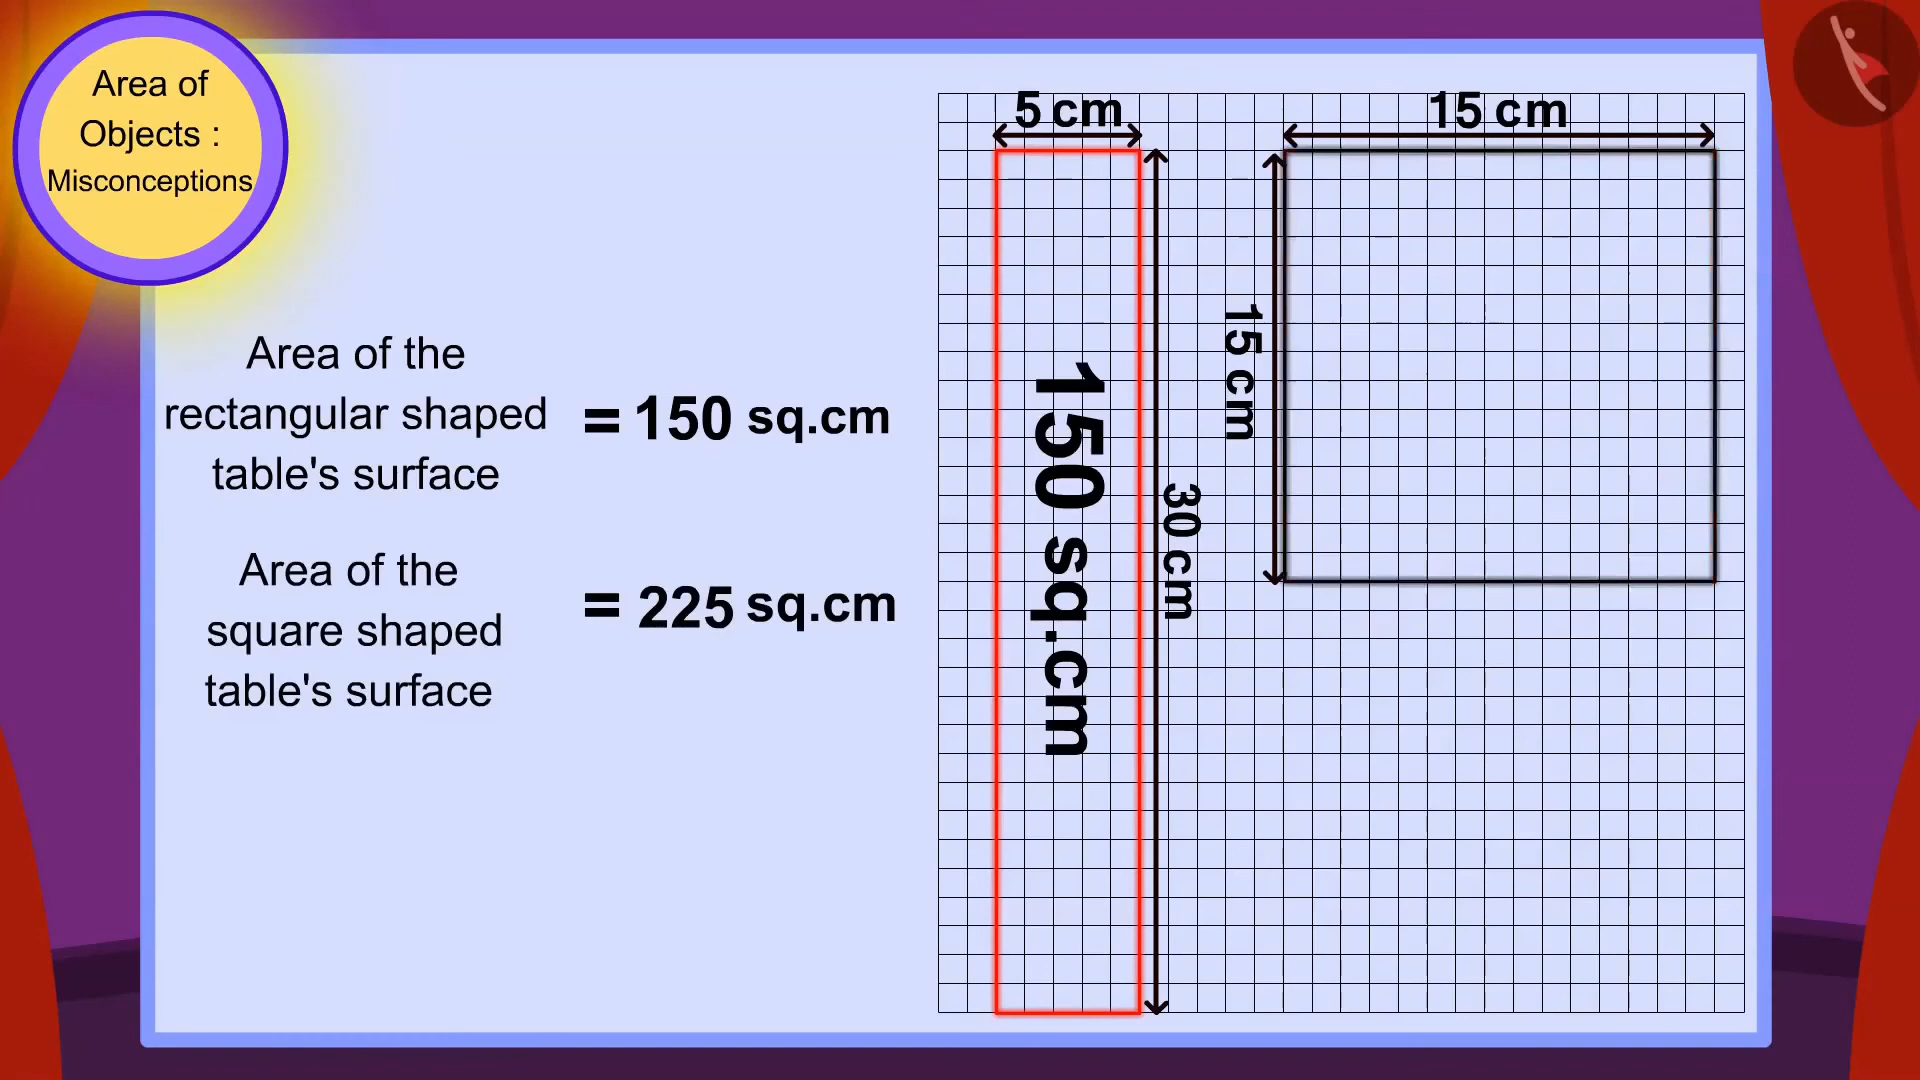 Area of
Objects :
Misconceptions
Area of the
rectangular shaped
table's surface
= 150 sq.cm
Area of the
square shaped
table's surface
= 225 sq.cm
5 cm
150 sq.cm
30 cm
15 cm
15 cm